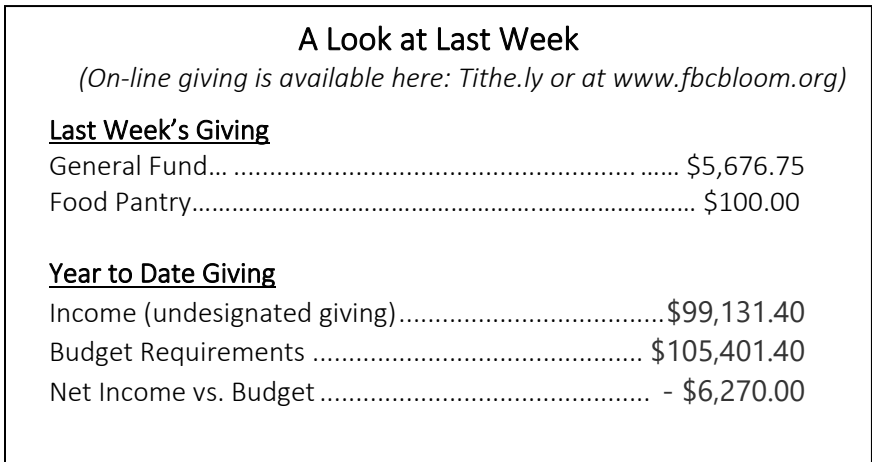 A Look at Last Week
(On-line giving is available here: Tithe.ly or at www.fbcbloom.org)
Last Week’s Giving
General Fund… ........................................................... …… $5,676.75
Food Pantry……………………………………………..………………… $100.00
Year to Date Giving
Income (undesignated giving)...................................$99,131.40
Budget Requirements ........................................... $105,401.40
Net Income vs. Budget ........................................... - $6,270.00